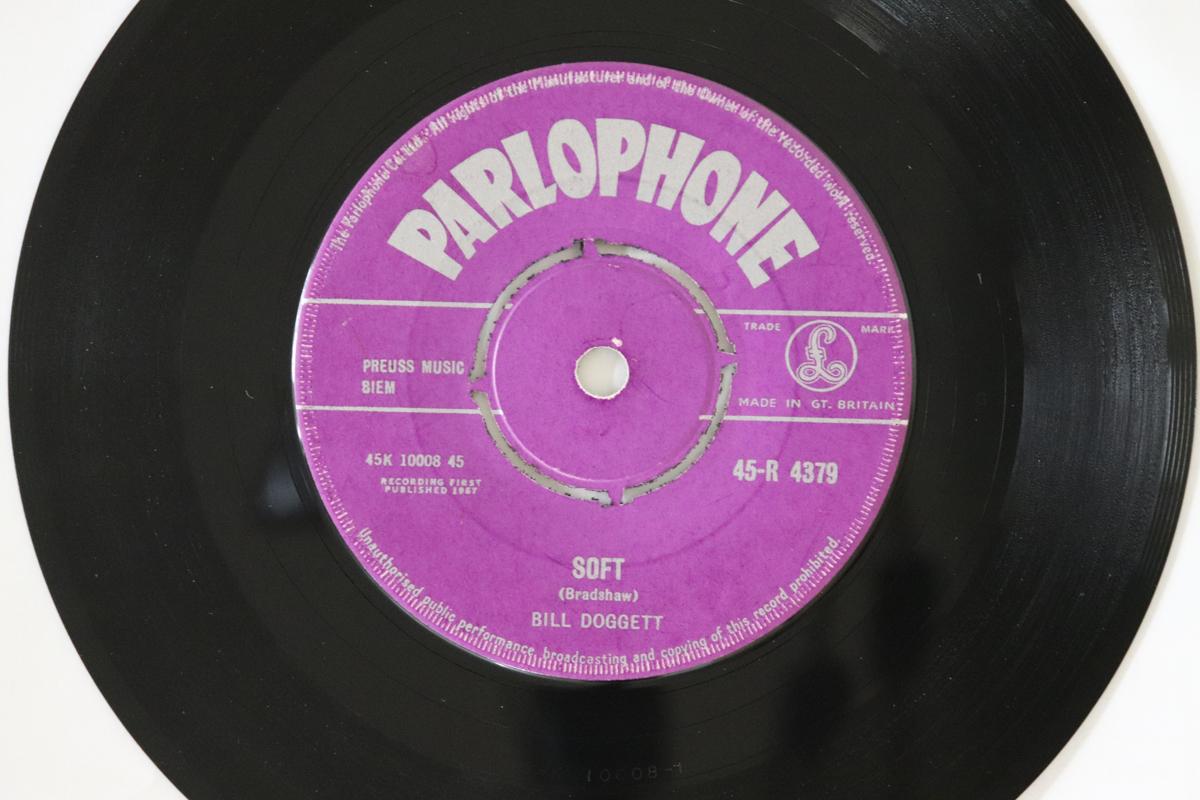 The Parlophone Co. Ltd. All rights of the Manufacturer and of the Owner of the recorded work reserved.
PARLOPHONE
TRADE MARK
£
PREUSS MUSIC
BIEM
MADE IN GT. BRITAIN
45K 10008 45
45-R 4379
RECORDING FIRST
PUBLISHED 1957
SOFT
(Bradshaw)
BILL DOGGETT
Unauthorised public performance broadcasting and copying of this record prohibited.
10008-1